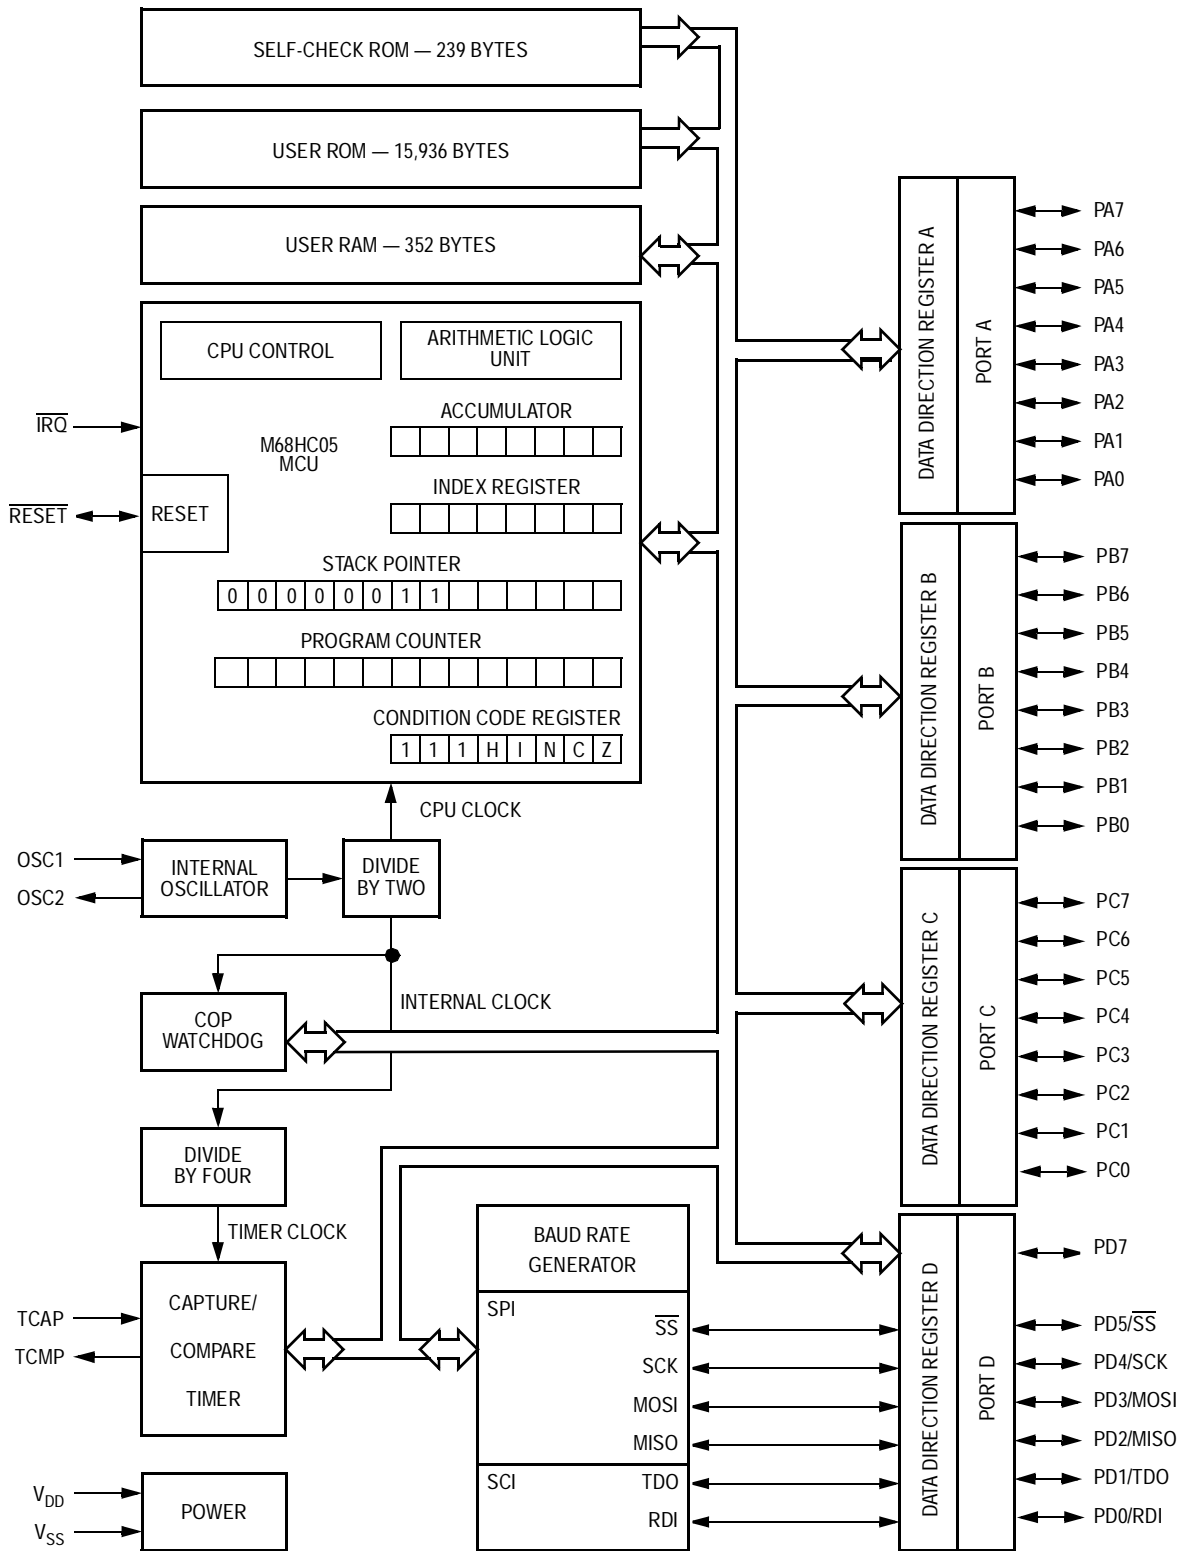 SELF-CHECK ROM — 239 BYTES
USER ROM — 15,936 BYTES
USER RAM — 352 BYTES
CPU CONTROL
ARITHMETIC LOGIC
UNIT
ACCUMULATOR
M68HC05
MCU
INDEX REGISTER
IRQ
RESET
RESET
STACK POINTER
0 0 0 0 0 0 1 1
PROGRAM COUNTER
CONDITION CODE REGISTER
1 1 1 H I N C Z
CPU CLOCK
OSC1
OSC2
INTERNAL
OSCILLATOR
DIVIDE
BY TWO
INTERNAL CLOCK
COP
WATCHDOG
DIVIDE
BY FOUR
TIMER CLOCK
TCAP
TCMP
CAPTURE/
COMPARE
TIMER
VDD
VSS
POWER
BAUD RATE
GENERATOR
SPI
SS
SCK
MOSI
MISO
SCI
TDO
RDI
DATA DIRECTION REGISTER A
PORT A
PA7
PA6
PA5
PA4
PA3
PA2
PA1
PA0
DATA DIRECTION REGISTER B
PORT B
PB7
PB6
PB5
PB4
PB3
PB2
PB1
PB0
DATA DIRECTION REGISTER C
PORT C
PC7
PC6
PC5
PC4
PC3
PC2
PC1
PC0
DATA DIRECTION REGISTER D
PORT D
PD7
PD5/SS
PD4/SCK
PD3/MOSI
PD2/MISO
PD1/TDO
PD0/RDI